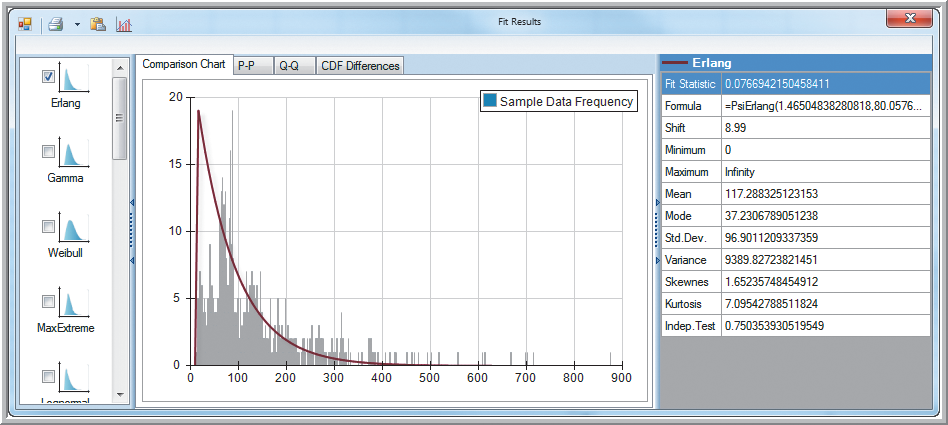 Fit Results
Erlang
Gamma
Weibull
MaxExtreme
Lognormal
Comparison Chart P-P Q-Q CDF Differences
Sample Data Frequency
20
15
10
5
0
0 100 200 300 400 500 600 700 800 900
Erlang
Fit Statistic 0.0766942150458411
Formula =PsiErlang(1.46504838280818,80.0576...
Shift 8.99
Minimum 0
Maximum Infinity
Mean 117.288325123153
Mode 37.2306789051238
Std.Dev. 96.9011209337359
Variance 9389.82723821451
Skewnes 1.65235748454912
Kurtosis 7.09542788511824
Indep.Test 0.750353930519549